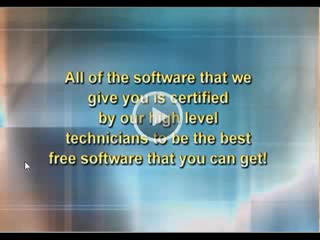 All of the software that we
give you is certified
by our high level
technicians to be the best
free software that you can get!